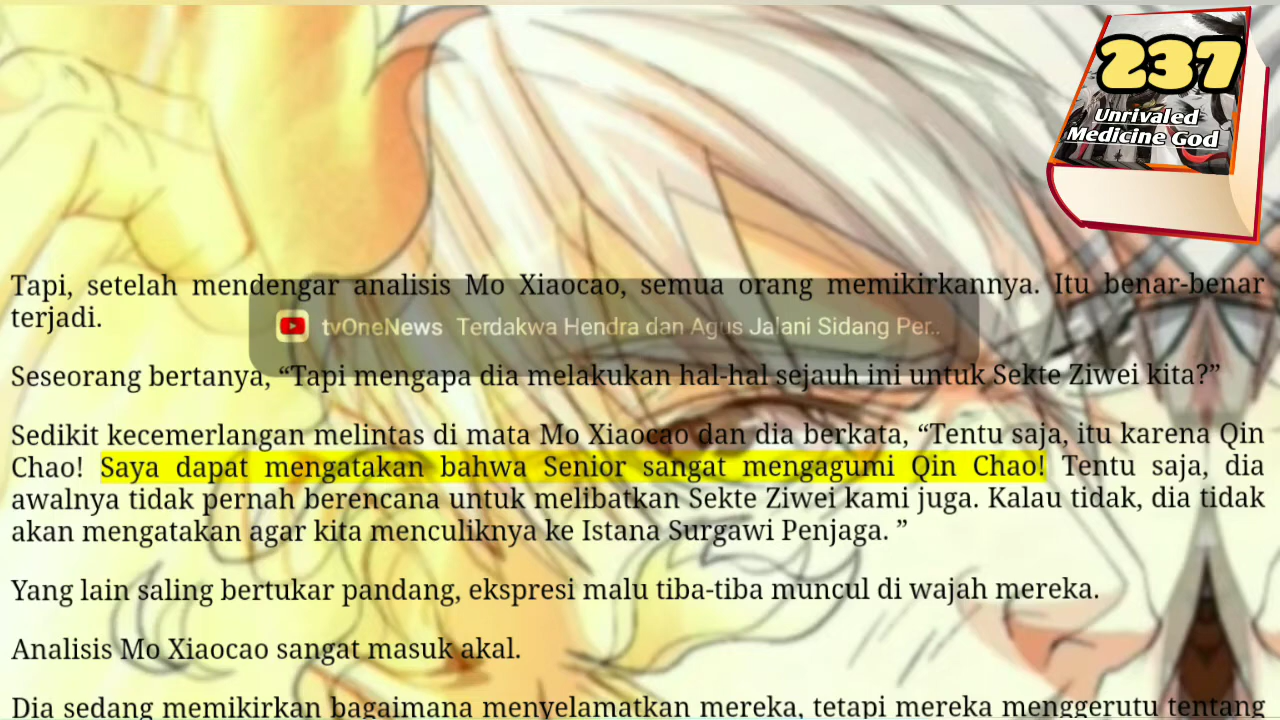 237
Unrivaled
Medicine God
Tapi, setelah mendengar analisis Mo Xiaocao, semua orang memikirkannya. Itu benar-benar
terjadi.
tvOneNews Terdakwa Hendra dan Agus Jalani Sidang Per..
Seseorang bertanya, “Tapi mengapa dia melakukan hal-hal sejauh ini untuk Sekte Ziwei kita?”
Sedikit kecemerlangan melintas di mata Mo Xiaocao dan dia berkata, “Tentu saja, itu karena Qin
Chao! Saya dapat mengatakan bahwa Senior sangat mengagumi Qin Chao! Tentu saja, dia
awalnya tidak pernah berencana untuk melibatkan Sekte Ziwei kami juga. Kalau tidak, dia tidak
akan mengatakan agar kita menculiknya ke Istana Surgawi Penjaga. ”
Yang lain saling bertukar pandang, ekspresi malu tiba-tiba muncul di wajah mereka.
Analisis Mo Xiaocao sangat masuk akal.
Dia sedang memikirkan bagaimana menyelamatkan mereka, tetapi mereka menggerutu tentang